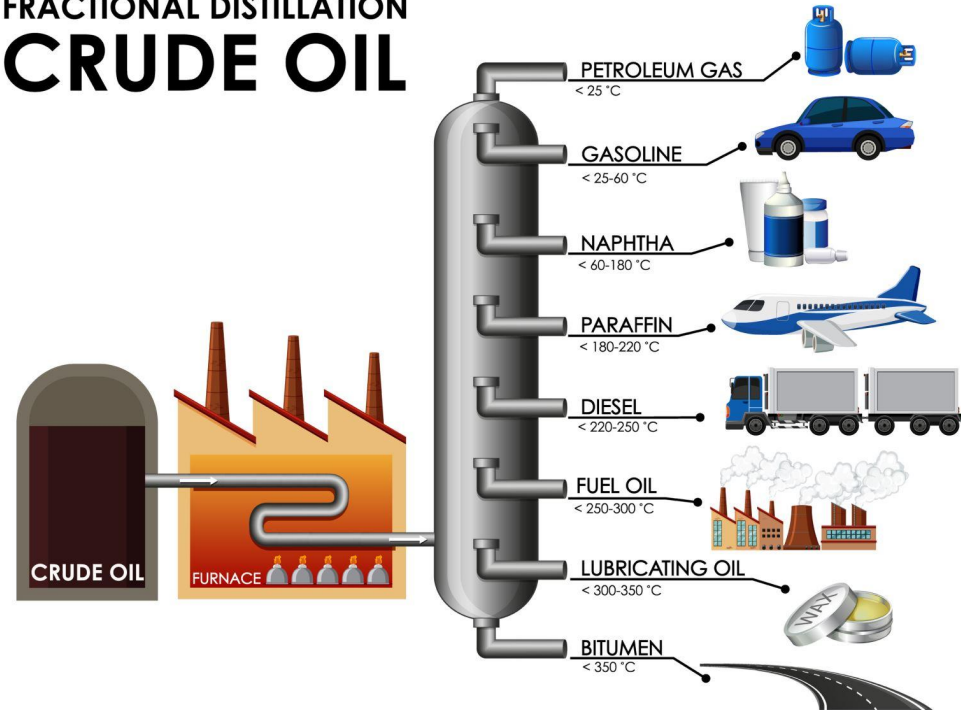 FRACTIONAL DISTILLATION
CRUDE OIL
PETROLEUM GAS
< 25 °C
GASOLINE
< 25-60 °C
NAPHTHA
< 60-180 °C
PARAFFIN
< 180-220 °C
DIESEL
< 220-250 °C
FUEL OIL
< 250-300 °C
LUBRICATING OIL
< 300-350 °C
WAX
BITUMEN
< 350 °C
CRUDE OIL
FURNACE